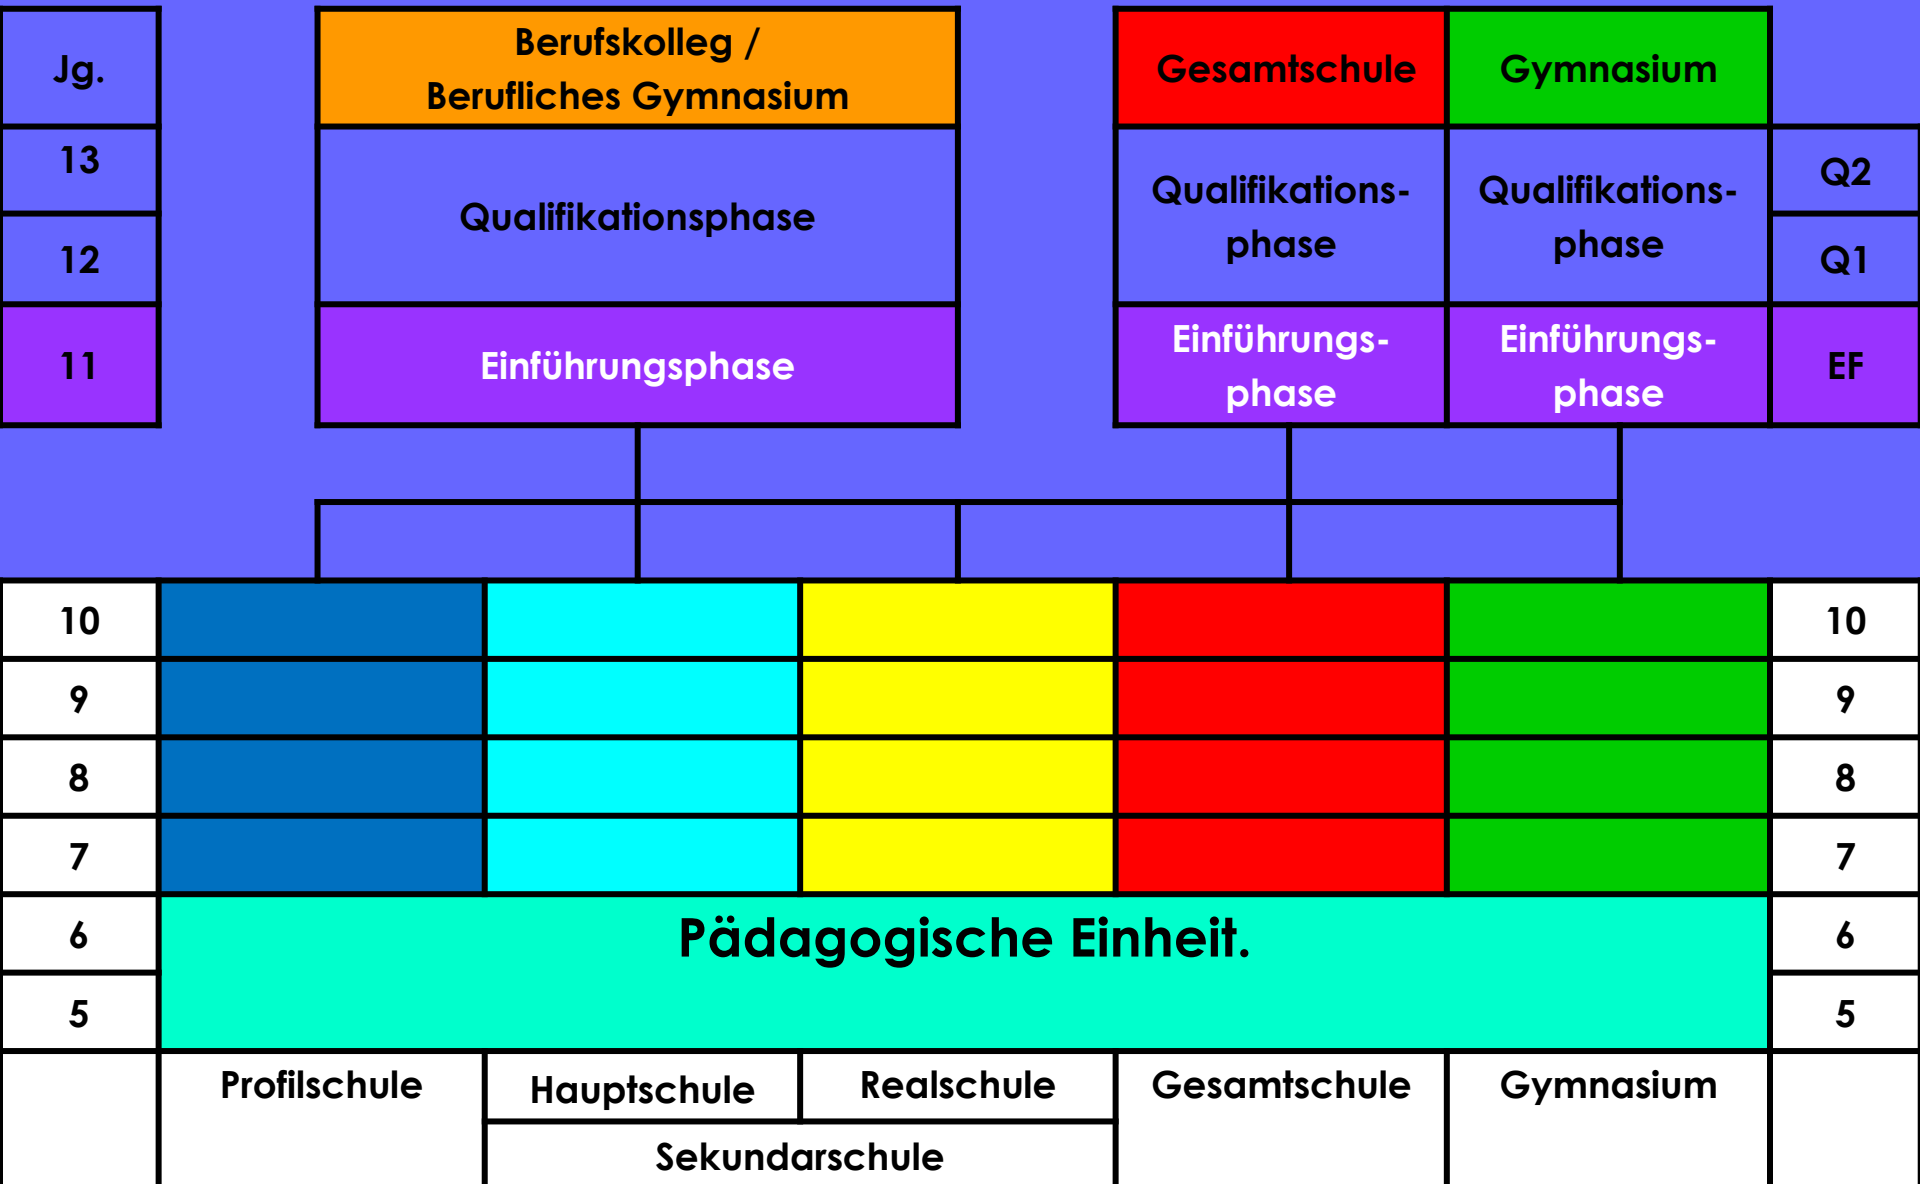 Jg.
Berufskolleg /
Berufliches Gymnasium
Gesamtschule
Gymnasium
13
Qualifikationsphase
Qualifikations-
phase
Qualifikations-
phase
Q2
12
Q1
11
Einführungsphase
Einführungs-
phase
Einführungs-
phase
EF
10
10
9
9
8
8
7
7
6
Pädagogische Einheit.
6
5
5
Profilschule
Hauptschule
Realschule
Gesamtschule
Gymnasium
Sekundarschule